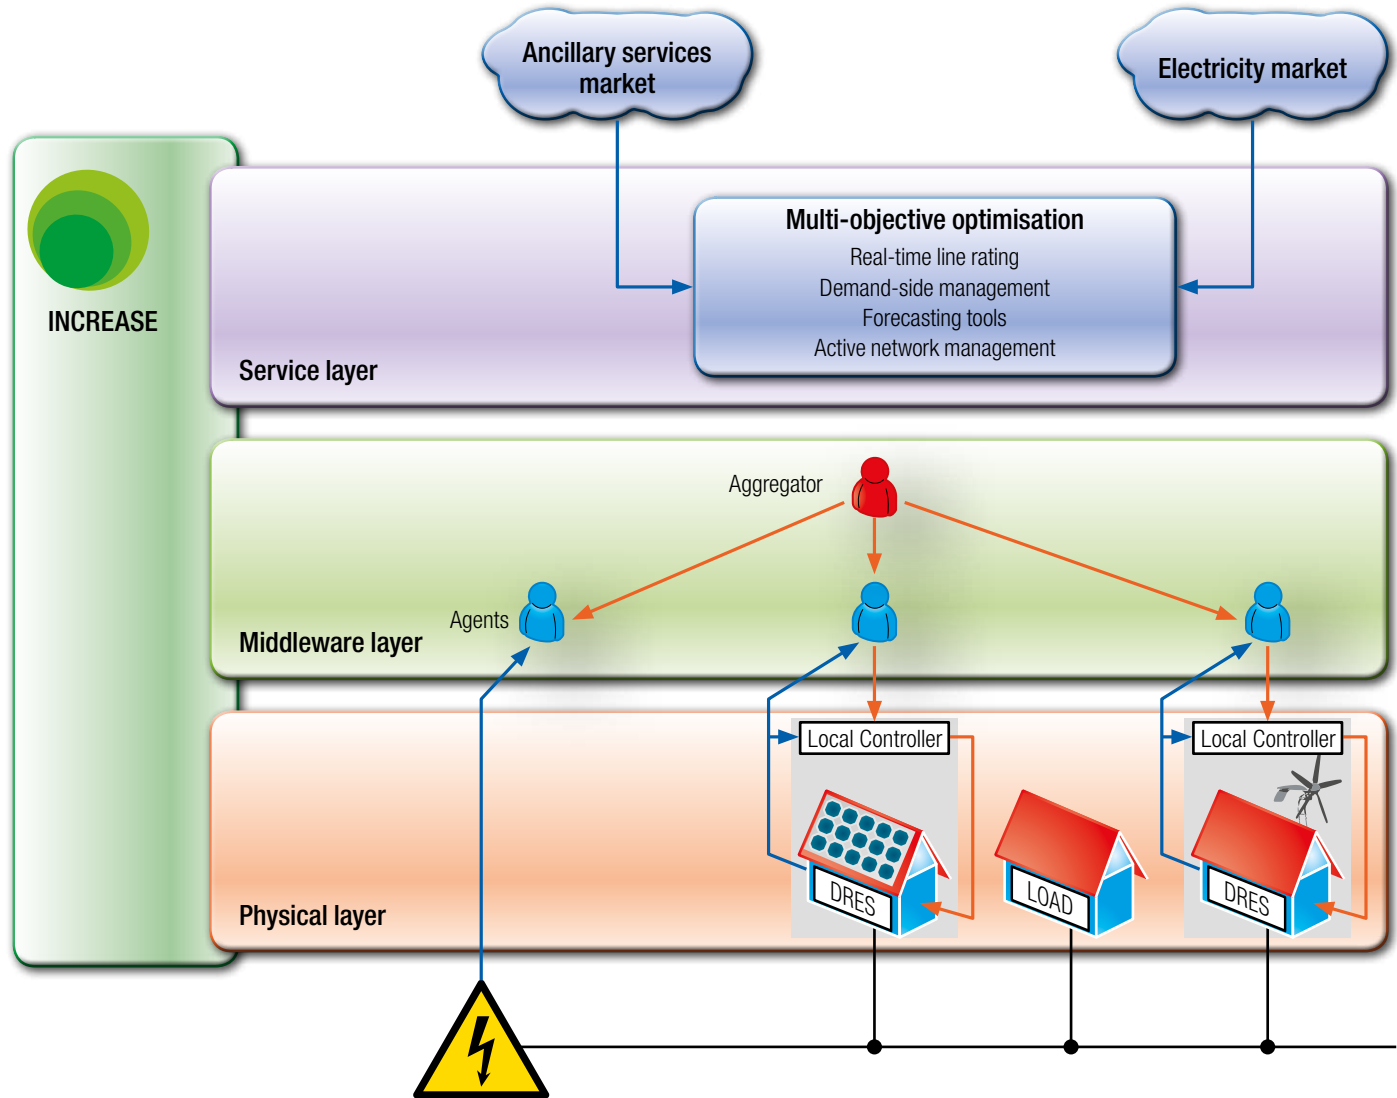 Ancillary services
market
Electricity market
INCREASE
Multi-objective optimisation
Real-time line rating
Demand-side management
Forecasting tools
Active network management
Service layer
Aggregator
Agents
Middleware layer
Local Controller
Local Controller
DRES
LOAD
DRES
Physical layer